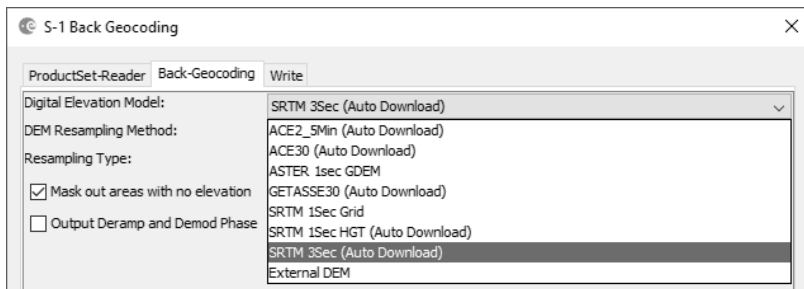 S-1 Back Geocoding
ProductSet-Reader Back-Geocoding Write
Digital Elevation Model: SRTM 3Sec (Auto Download)
DEM Resampling Method: ACE2_5Min (Auto Download)
ACE30 (Auto Download)
Resampling Type: ASTER 1sec GDEM
Mask out areas with no elevation GETASSE30 (Auto Download)
SRTM 1Sec Grid
Output Deramp and Demod Phase SRTM 1Sec HGT (Auto Download)
SRTM 3Sec (Auto Download)
External DEM